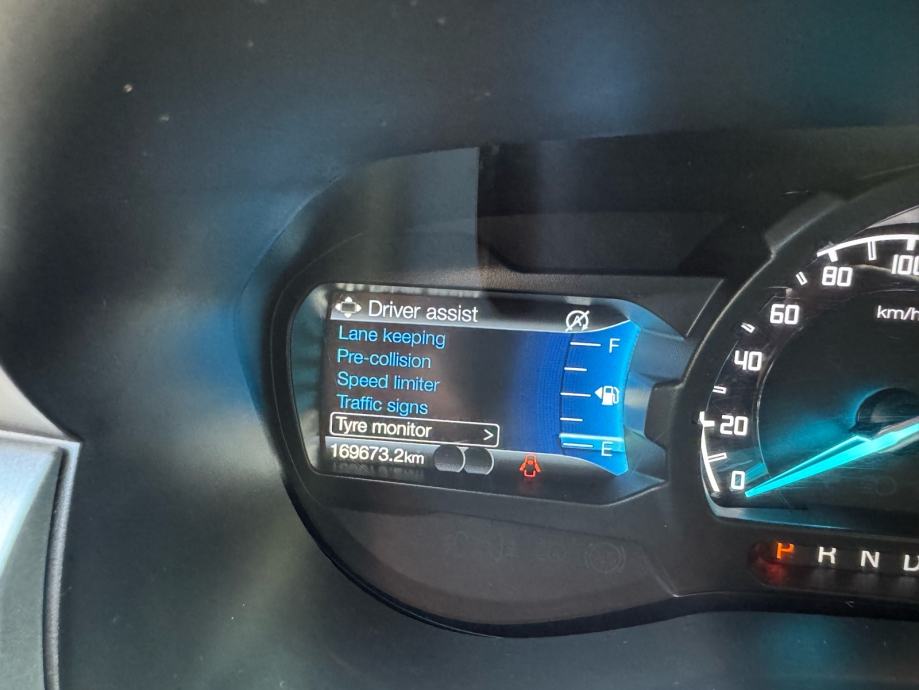 Driver assist
Lane keeping
Pre-collision
Speed limiter
Traffic signs
Tyre monitor >
169673.2km
F
E
0
20
40
60
80
100
km/h
P R N D